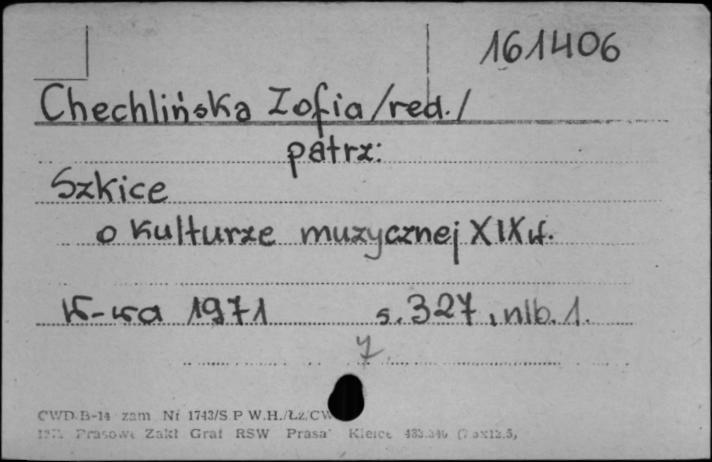 161406
Chechlińska Zofia /red./
patrz:
Szkice
o kulturze muzycznej XIX w.
W-wa 1971 s. 327, nlb. 1.
7
CWD.B-14 zam Nr 1743/S P W.H./Łz/CW
Prasowe Zakł Graf RSW Prasa Kielce